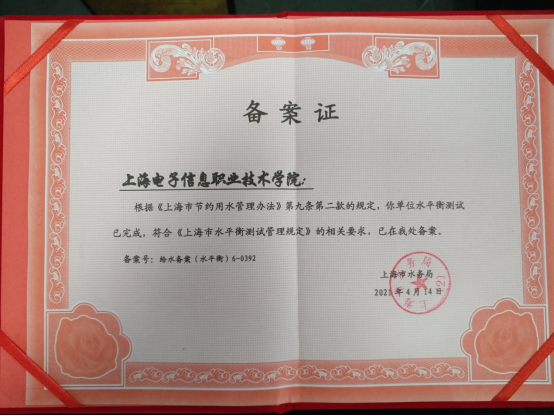 备案证
上海电子信息职业技术学院：
根据《上海市节约用水管理办法》第九条第二款的规定，你单位水平衡测试
已完成，符合《上海市水平衡测试管理规定》的相关要求，已在我处备案。
备案号：给水备案（水平衡）6-0392
上海市水务局
2021年4月14日